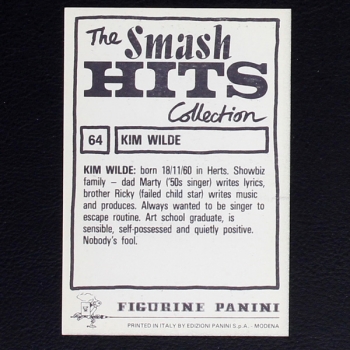 The Smash
HITS
Collection
64 KIM WILDE
KIM WILDE: born 18/11/60 in Herts. Showbiz
family – dad Marty ('50s singer) writes lyrics,
brother Ricky (failed child star) writes music
and produces. Always wanted to be singer to
escape routine. Art school graduate, is
sensible, self-possessed and quietly positive.
Nobody's fool.
FIGURINE PANINI
PRINTED IN ITALY BY EDIZIONI PANINI S.p.A. - MODENA